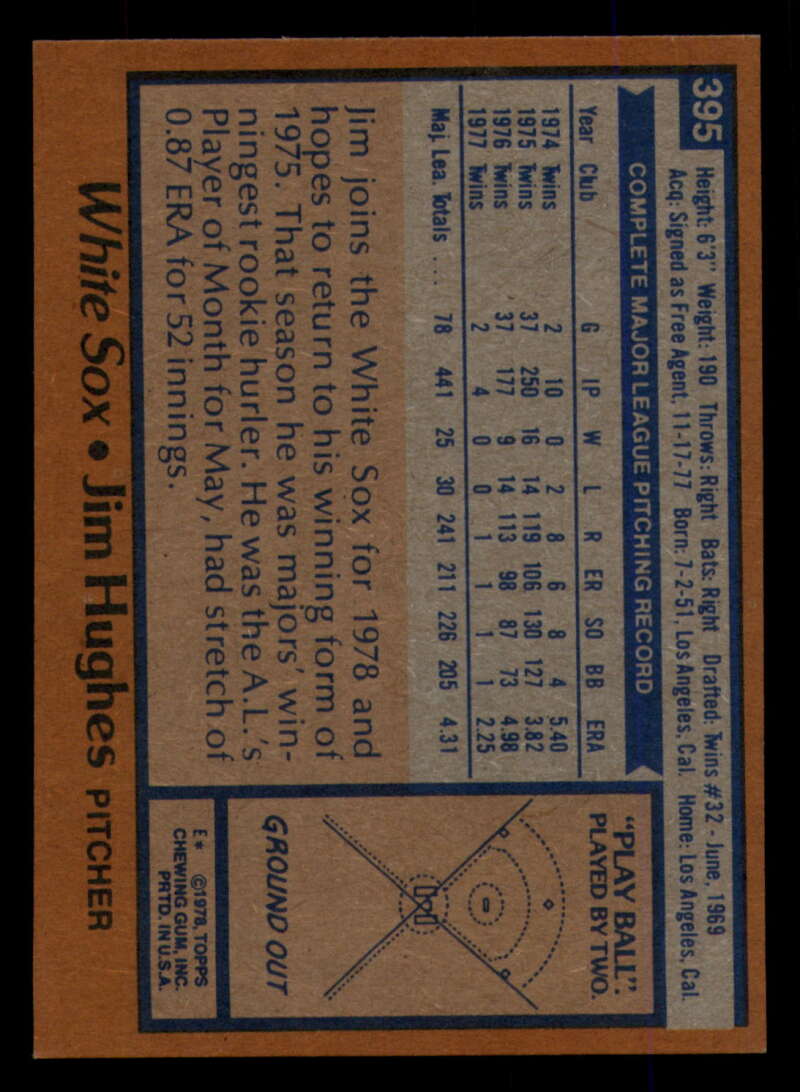 395
Height: 6'3" Weight: 190 Throws: Right Bats: Right Drafted: Twins #32 - June, 1969
Acq: Signed as Free Agent, 11-17-77 Born: 7-2-51, Los Angeles, Cal. Home: Los Angeles, Cal.
COMPLETE MAJOR LEAGUE PITCHING RECORD
Year Club G IP W L R ER SO BB ERA
1974 Twins 2 10 0 2 8 6 8 4 5.40
1975 Twins 37 250 16 14 119 106 130 127 3.82
1976 Twins 37 177 9 14 113 98 87 73 4.98
1977 Twins 2 4 0 0 1 1 1 1 2.25
Maj. Lea. Totals .... 78 441 25 30 241 211 226 205 4.31
Jim joins the White Sox for 1978 and
hopes to return to his winning form of
1975. That season he was majors' win-
ningest rookie hurler. He was the A.L.'s
Player of Month for May, had stretch of
0.87 ERA for 52 innings.
"PLAY BALL":
PLAYED BY TWO.
GROUND OUT
E* ©1978, TOPPS
CHEWING GUM, INC.
PRTD. IN U.S.A.
White Sox • Jim Hughes PITCHER